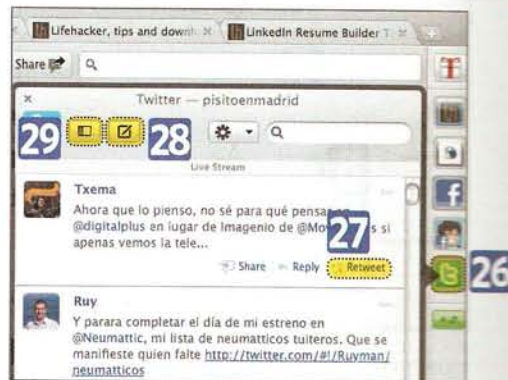 Lifehacker, tips and downl
LinkedIn Resume Builder T
Share
Twitter — pisitoenmadrid
29
28
Live Stream
Txema
Ahora que lo pienso, no sé para qué pensar
@digitalplus en lugar de Imagenio de
si
apenas vemos la tele...
27
Share Reply Retweet
26
Ruy
Y parara completar el día de mi estreno en
@Neumattic, mi lista de neumatticos tuiteros. Que se
manifieste quien falte http://twitter.com/#!/Ruyman/
neumatticos